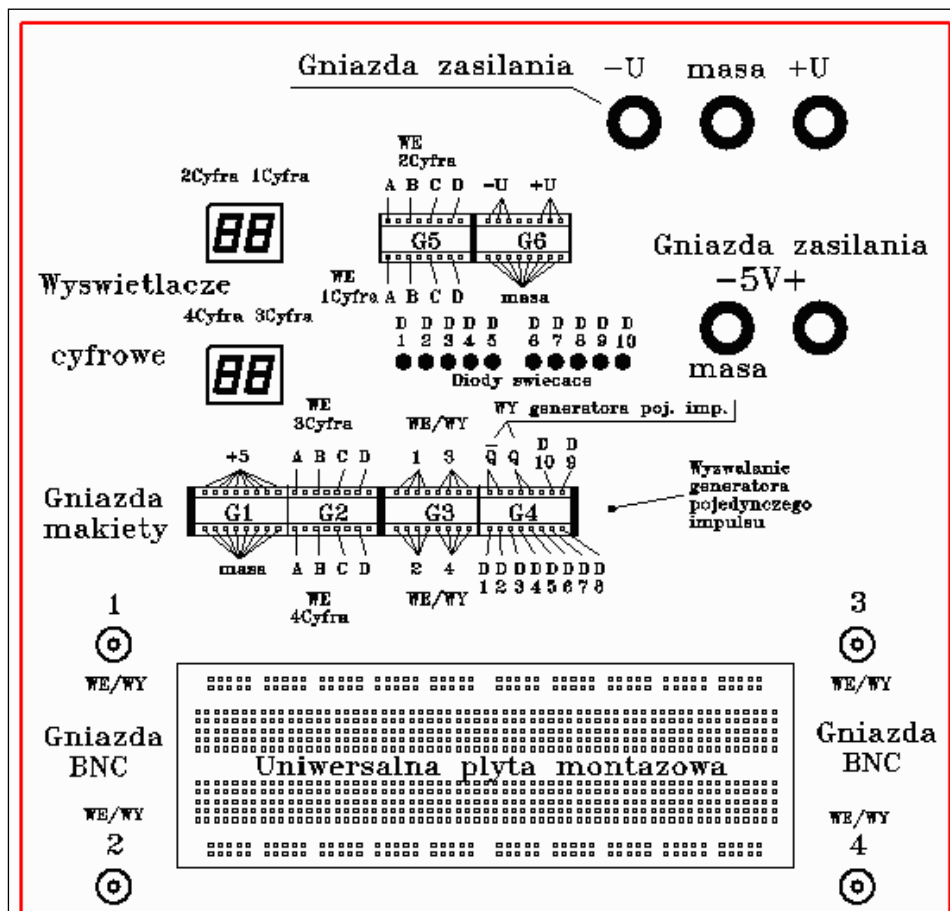 Gniazda zasilania -U masa +U
WE
2Cyfra
2Cyfra 1Cyfra
A B C D -U +U
G5 G6
Gniazda zasilania
-5V+
WE
1Cyfra A B C D masa
Wyswietlacze
4Cyfra 3Cyfra
D D D D D D D D D D
1 2 3 4 5 6 7 8 9 10
cyfrowe
masa
Diody swiecace
WY generatora poj. imp.
WE
3Cyfra
WE/WY
+5 A B C D 1 3 Q Q D 10 D 9
Gniazda
makiety
G1 G2 G3 G4
Wyzwalanie
generatora
pojedynczego
impulsu
masa A B C D 2 4 D D D D D D D D
1 2 3 4 5 6 7 8
WE
4Cyfra
WE/WY
1 3
WE/WY WE/WY
Gniazda
BNC
Uniwersalna plyta montazowa
Gniazda
BNC
WE/WY WE/WY
2 4